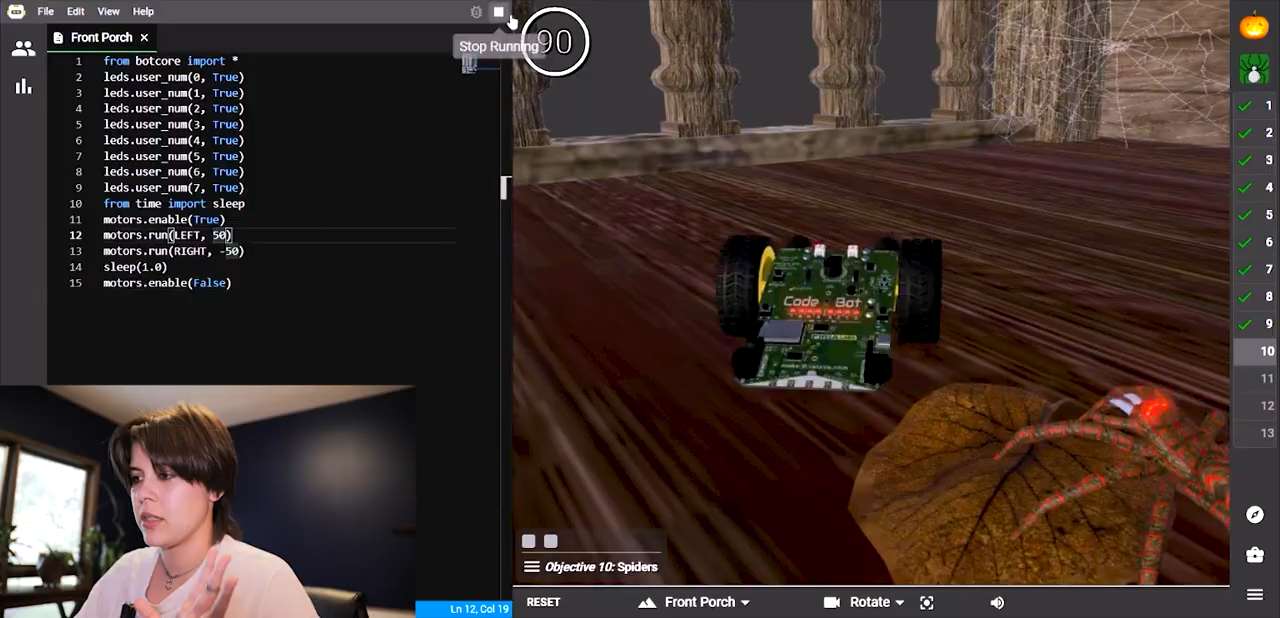 File Edit View Help
Front Porch ×
Stop Running
90
1 from botcore import *
2 leds.user_num(0, True)
3 leds.user_num(1, True)
4 leds.user_num(2, True)
5 leds.user_num(3, True)
6 leds.user_num(4, True)
7 leds.user_num(5, True)
8 leds.user_num(6, True)
9 leds.user_num(7, True)
10 from time import sleep
11 motors.enable(True)
12 motors.run(LEFT, 50)
13 motors.run(RIGHT, -50)
14 sleep(1.0)
15 motors.enable(False)
Ln 12, Col 19
Code Bot
Objective 10: Spiders
RESET
Front Porch
Rotate
1
2
3
4
5
6
7
8
9
10
11
12
13